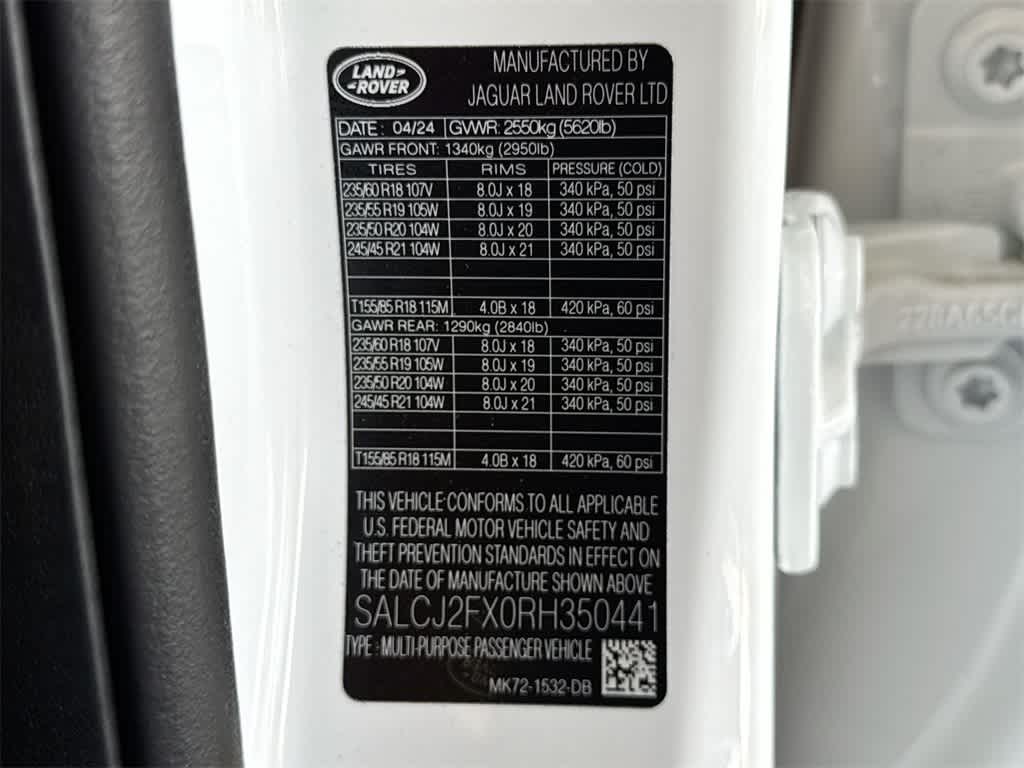 LAND-
-ROVER
MANUFACTURED BY
JAGUAR LAND ROVER LTD
DATE: 04/24 GVWR: 2550kg (5620lb)
GAWR FRONT: 1340kg (2950lb)
TIRES RIMS PRESSURE (COLD)
235/60 R18 107V 8.0J x 18 340 kPa, 50 psi
235/55 R19 105W 8.0J x 19 340 kPa, 50 psi
235/50 R20 104W 8.0J x 20 340 kPa, 50 psi
245/45 R21 104W 8.0J x 21 340 kPa, 50 psi
T155/85 R18 115M 4.0B x 18 420 kPa, 60 psi
GAWR REAR: 1290kg (2840lb)
235/60 R18 107V 8.0J x 18 340 kPa, 50 psi
235/55 R19 105W 8.0J x 19 340 kPa, 50 psi
235/50 R20 104W 8.0J x 20 340 kPa, 50 psi
245/45 R21 104W 8.0J x 21 340 kPa, 50 psi
T155/85 R18 115M 4.0B x 18 420 kPa, 60 psi
THIS VEHICLE CONFORMS TO ALL APPLICABLE
U.S. FEDERAL MOTOR VEHICLE SAFETY AND
THEFT PREVENTION STANDARDS IN EFFECT ON
THE DATE OF MANUFACTURE SHOWN ABOVE
SALCJ2FX0RH350441
TYPE: MULTI-PURPOSE PASSENGER VEHICLE
MK72-1532-DB